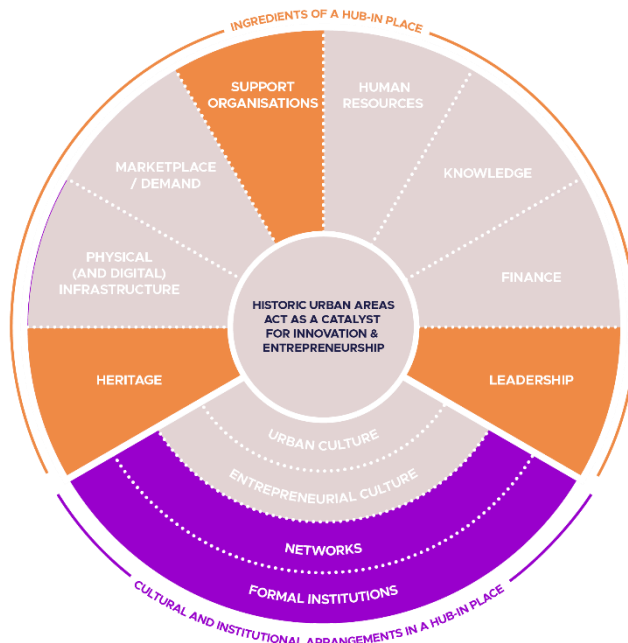 INGREDIENTS OF A HUB-IN PLACE
SUPPORT
ORGANISATIONS
HUMAN
RESOURCES
MARKETPLACE
/ DEMAND
KNOWLEDGE
PHYSICAL
(AND DIGITAL)
INFRASTRUCTURE
FINANCE
HISTORIC URBAN AREAS
ACT AS A CATALYST
FOR INNOVATION &
ENTREPRENEURSHIP
HERITAGE
LEADERSHIP
URBAN CULTURE
ENTREPRENEURIAL CULTURE
NETWORKS
FORMAL INSTITUTIONS
CULTURAL AND INSTITUTIONAL ARRANGEMENTS IN A HUB-IN PLACE